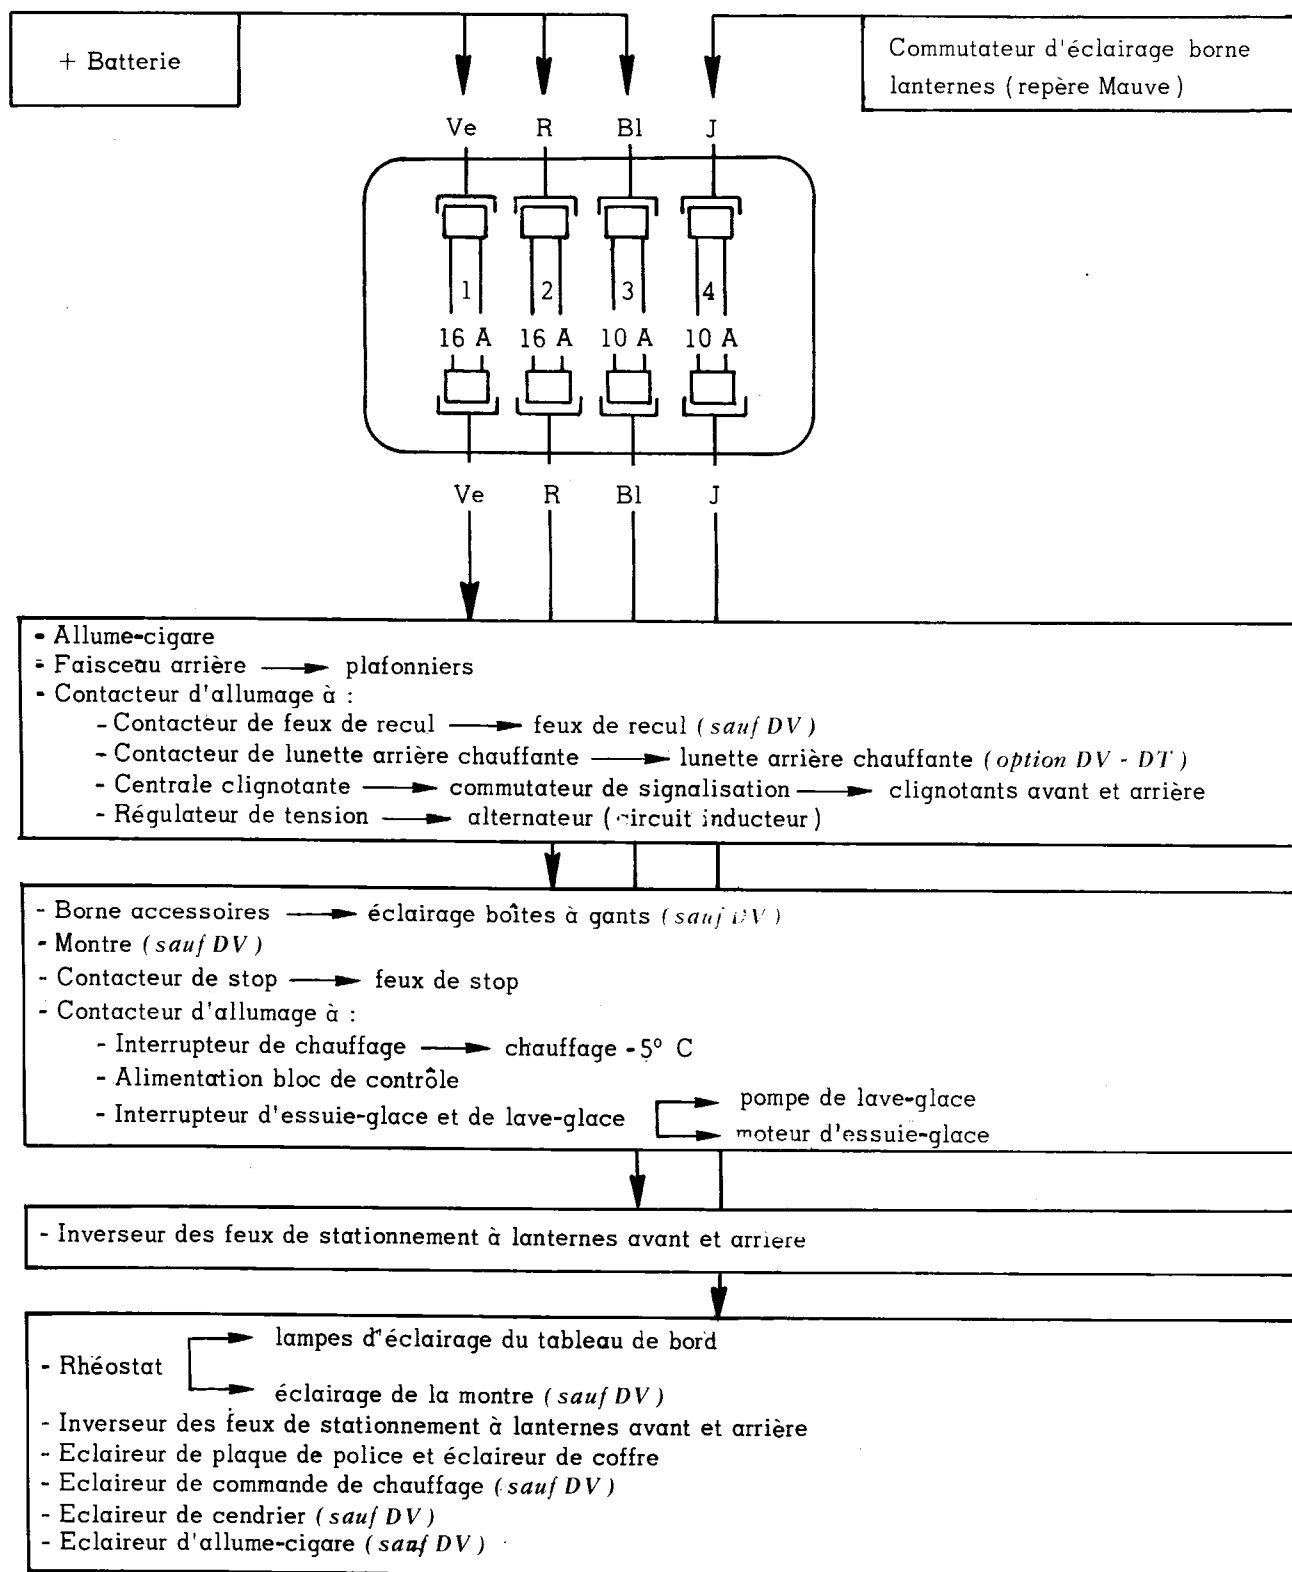 + Batterie
Commutateur d'éclairage borne
lanternes (repère Mauve)
Ve R Bl J
1 2 3 4
16 A 16 A 10 A 10 A
Ve R Bl J
- Allume-cigare
- Faisceau arrière → plafonniers
- Contacteur d'allumage à :
- Contacteur de feux de recul → feux de recul (sauf DV)
- Contacteur de lunette arrière chauffante → lunette arrière chauffante (option DV - DT)
- Centrale clignotante → commutateur de signalisation → clignotants avant et arrière
- Régulateur de tension → alternateur (circuit inducteur)
- Borne accessoires → éclairage boîtes à gants (sauf DV)
- Montre (sauf DV)
- Contacteur de stop → feux de stop
- Contacteur d'allumage à :
- Interrupteur de chauffage → chauffage -5° C
- Alimentation bloc de contrôle
- Interrupteur d'essuie-glace et de lave-glace
pompe de lave-glace
moteur d'essuie-glace
- Inverseur des feux de stationnement à lanternes avant et arriere
- Rhéostat
lampes d'éclairage du tableau de bord
éclairage de la montre (sauf DV)
- Inverseur des feux de stationnement à lanternes avant et arrière
- Eclaireur de plaque de police et éclaireur de coffre
- Eclaireur de commande de chauffage (sauf DV)
- Eclaireur de cendrier (sauf DV)
- Eclaireur d'allume-cigare (sauf DV)